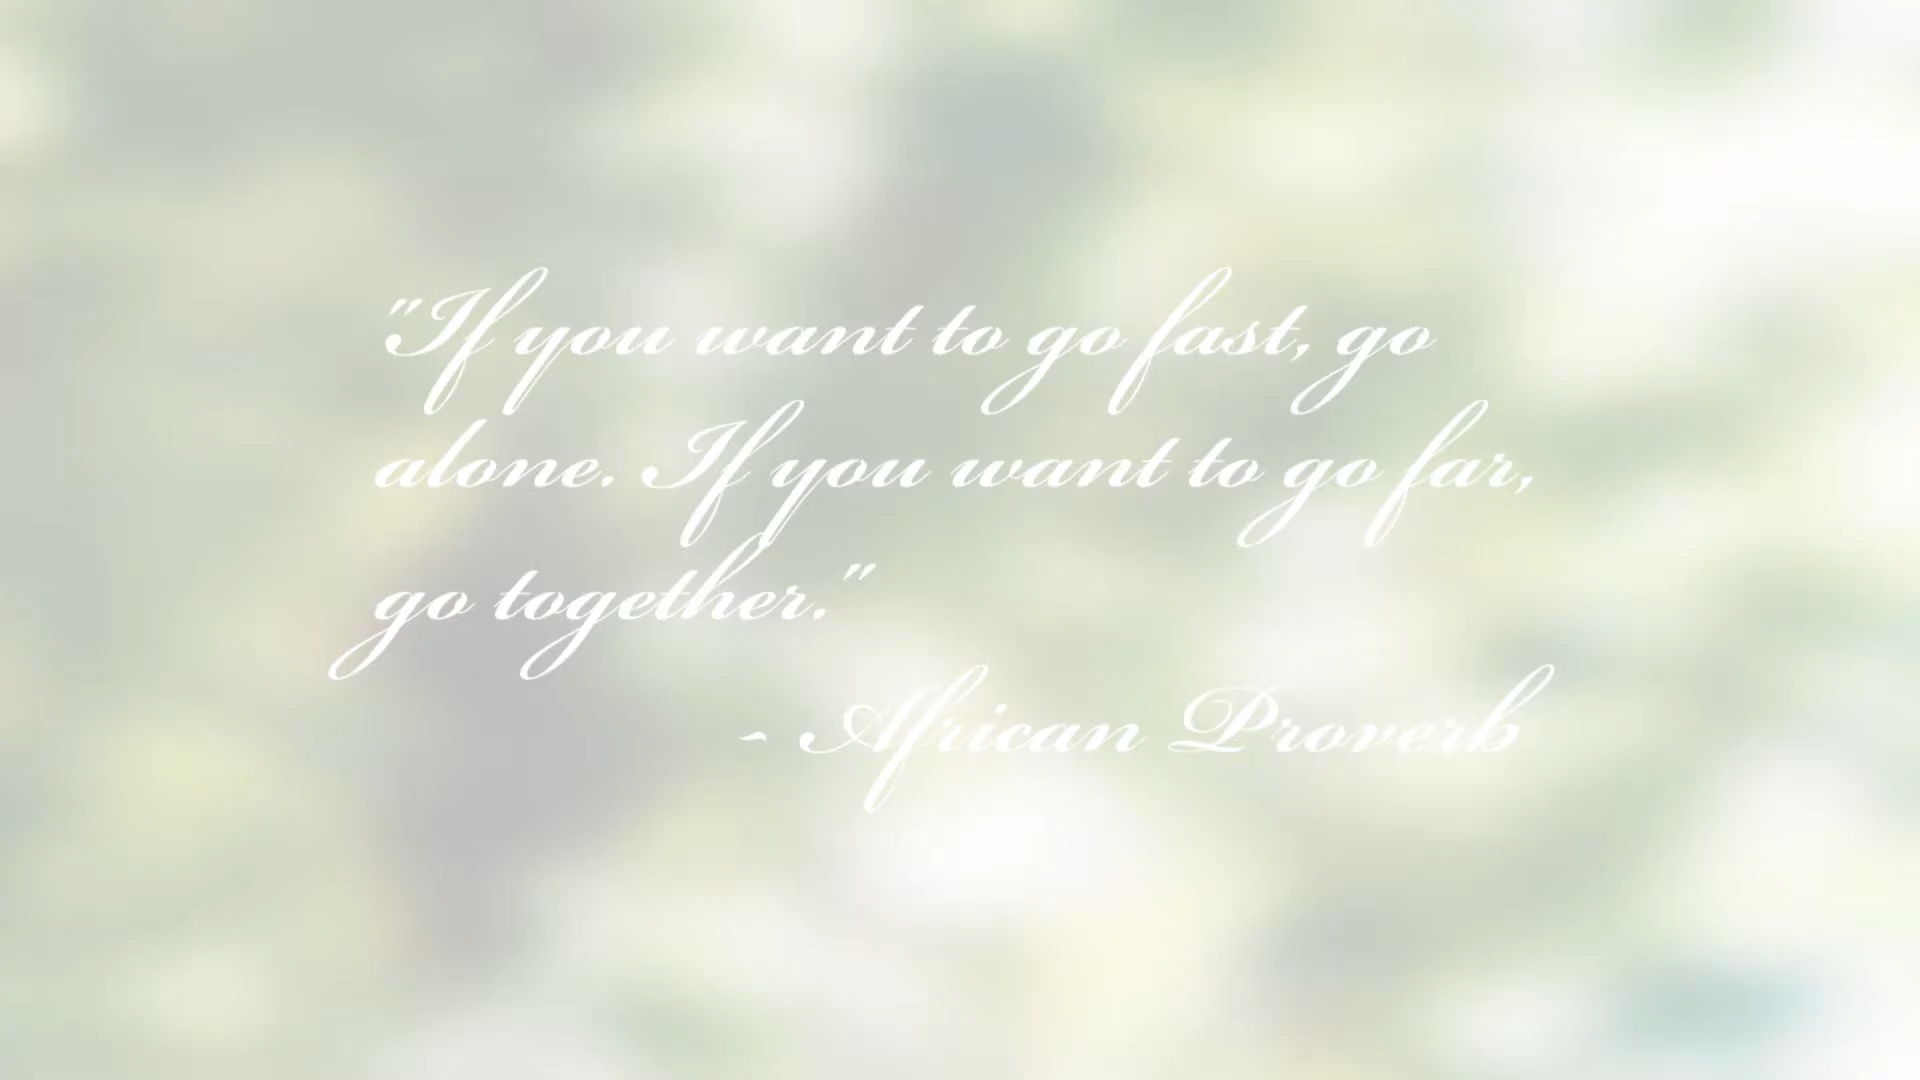 "If you want to go fast, go
alone. If you want to go far,
go together."
~ African Proverb